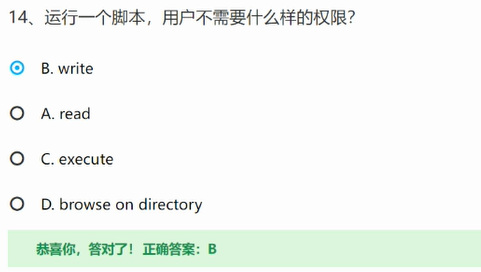 14、运行一个脚本，用户不需要什么样的权限？
B. write
A. read
C. execute
D. browse on directory
恭喜你，答对了！正确答案：B